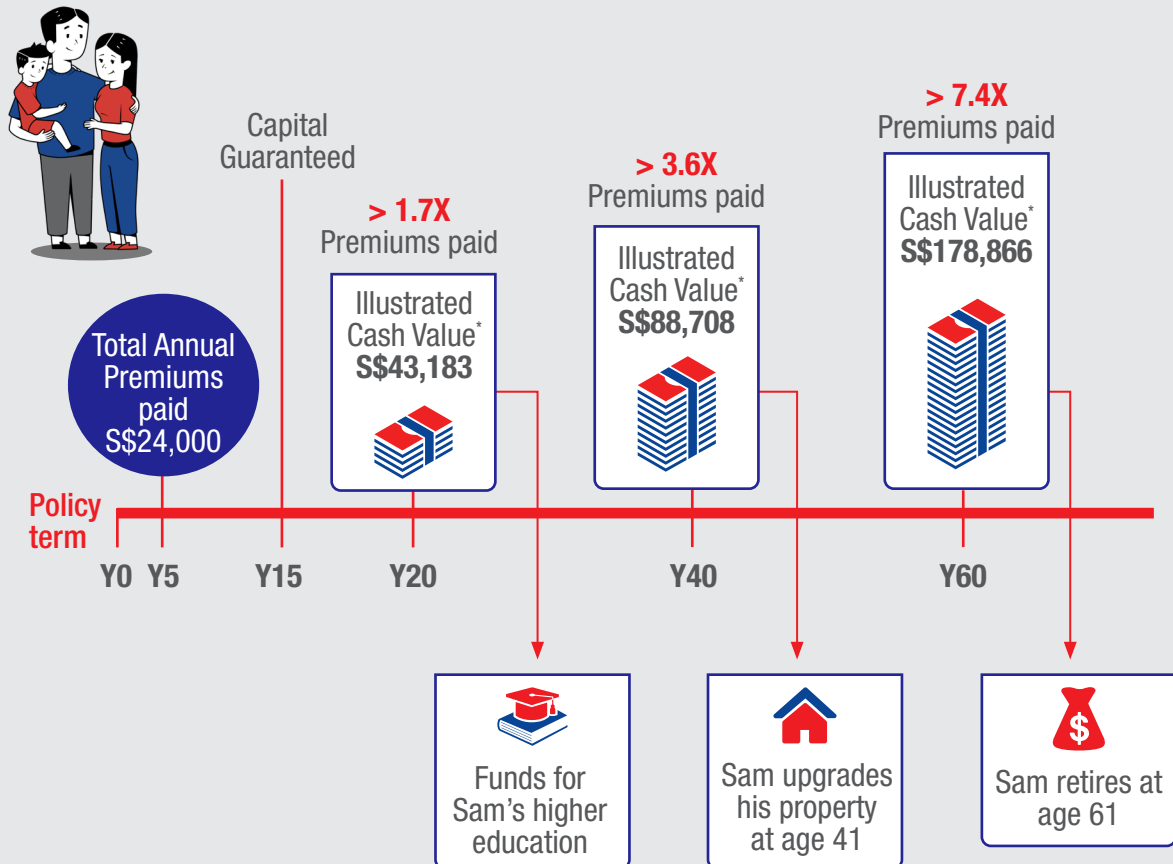 Capital
Guaranteed
> 1.7X
Premiums paid
> 3.6X
Premiums paid
> 7.4X
Premiums paid
Total Annual
Premiums
paid
S$24,000
Illustrated
Cash Value*
S$43,183
Illustrated
Cash Value*
S$88,708
Illustrated
Cash Value*
S$178,866
Policy
term
Y0
Y5
Y15
Y20
Y40
Y60
Funds for
Sam's higher
education
Sam upgrades
his property
at age 41
$
Sam retires at
age 61